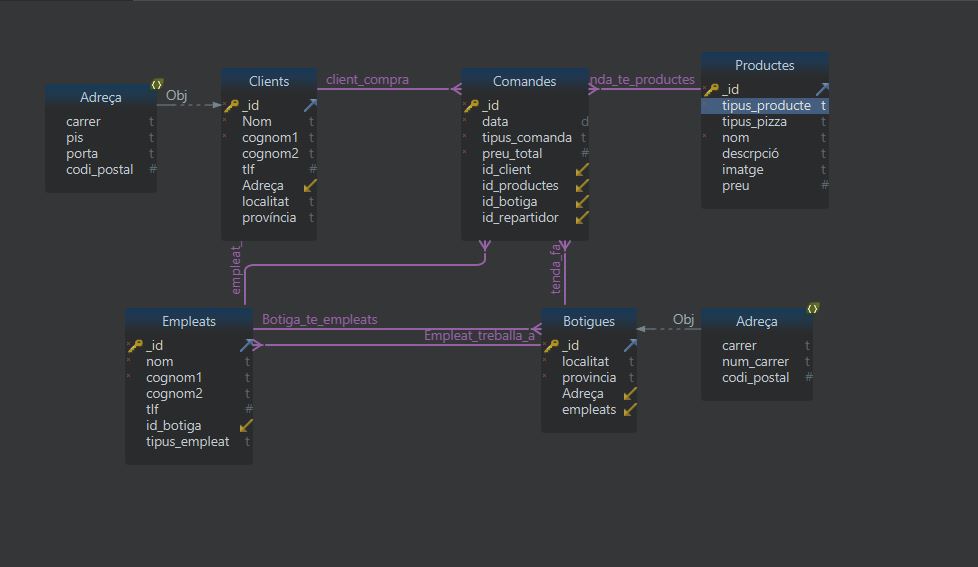 Adreça
carrer t
pis t
porta t
codi_postal #
Obj
Clients
_id
Nom t
cognom1 t
cognom2 t
tlf #
Adreça
localitat t
província t
client_compra
Comandes
_id
data d
tipus_comanda t
preu_total #
id_client
id_productes
id_botiga
id_repartidor
nda_te_productes
Productes
_id
tipus_producte t
tipus_pizza t
nom t
descrpció t
imatge t
preu #
empleat_
tenda_fa
Empleats
_id
nom t
cognom1 t
cognom2 t
tlf #
id_botiga
tipus_empleat t
Botiga_te_empleats
Empleat_treballa_a
Botigues
_id
localitat t
provincia t
Adreça
empleats
Obj
Adreça
carrer t
num_carrer t
codi_postal #